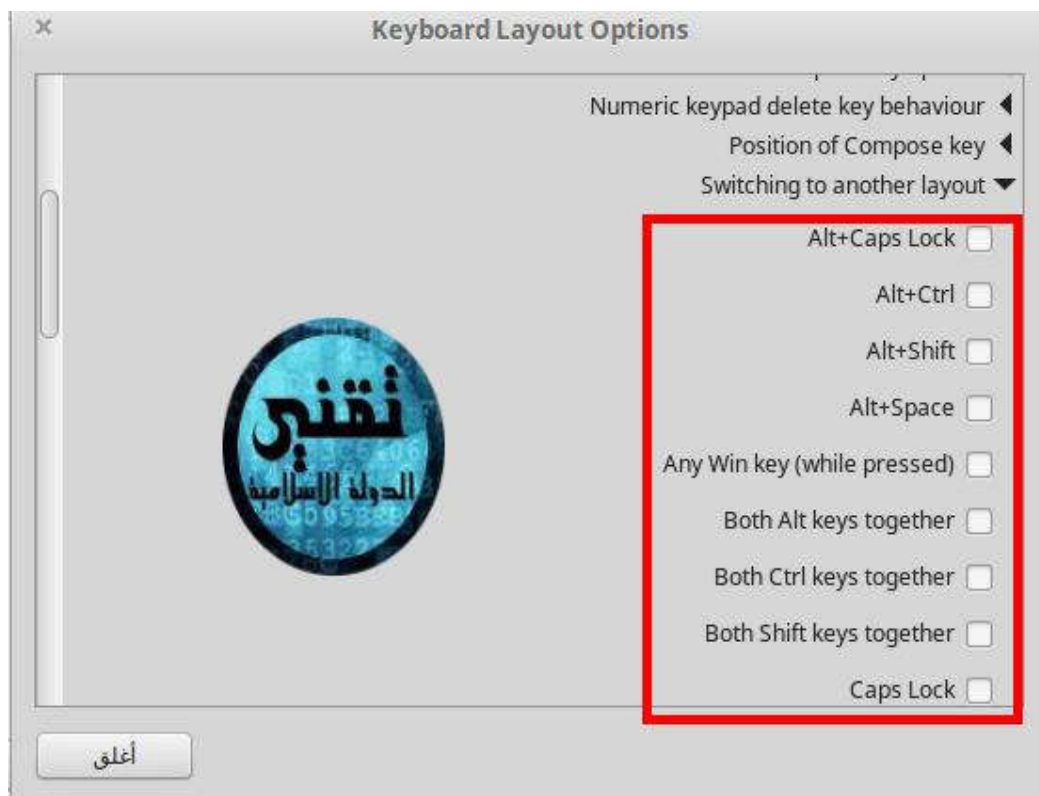 Keyboard Layout Options
Numeric keypad delete key behaviour
Position of Compose key
Switching to another layout
Alt+Caps Lock
Alt+Ctrl
Alt+Shift
Alt+Space
Any Win key (while pressed)
Both Alt keys together
Both Ctrl keys together
Both Shift keys together
Caps Lock
تقني
الدولة الاسلامية
أغلق